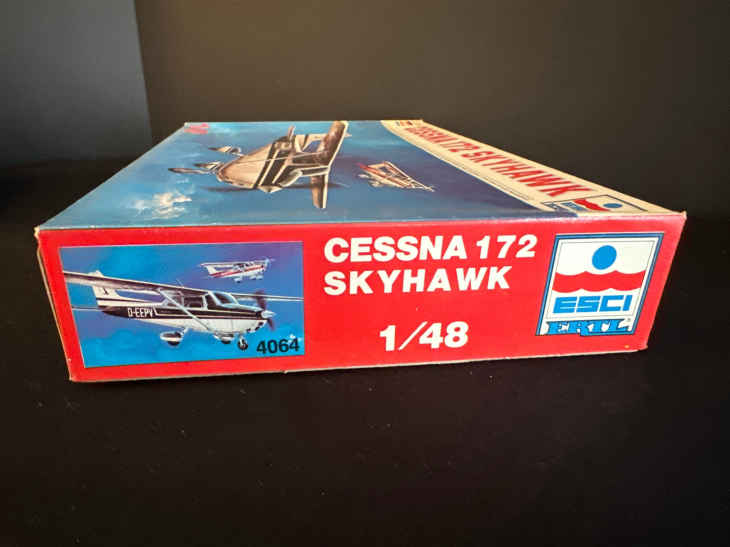 CESSNA 172 SKYHAWK
CESSNA 172
SKYHAWK
1/48
D-EEPV
4064
ESCI
ERTL